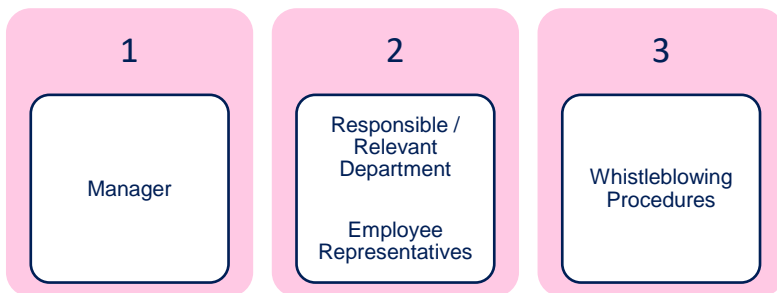 1
Manager
2
Responsible /
Relevant
Department
Employee
Representatives
3
Whistleblowing
Procedures